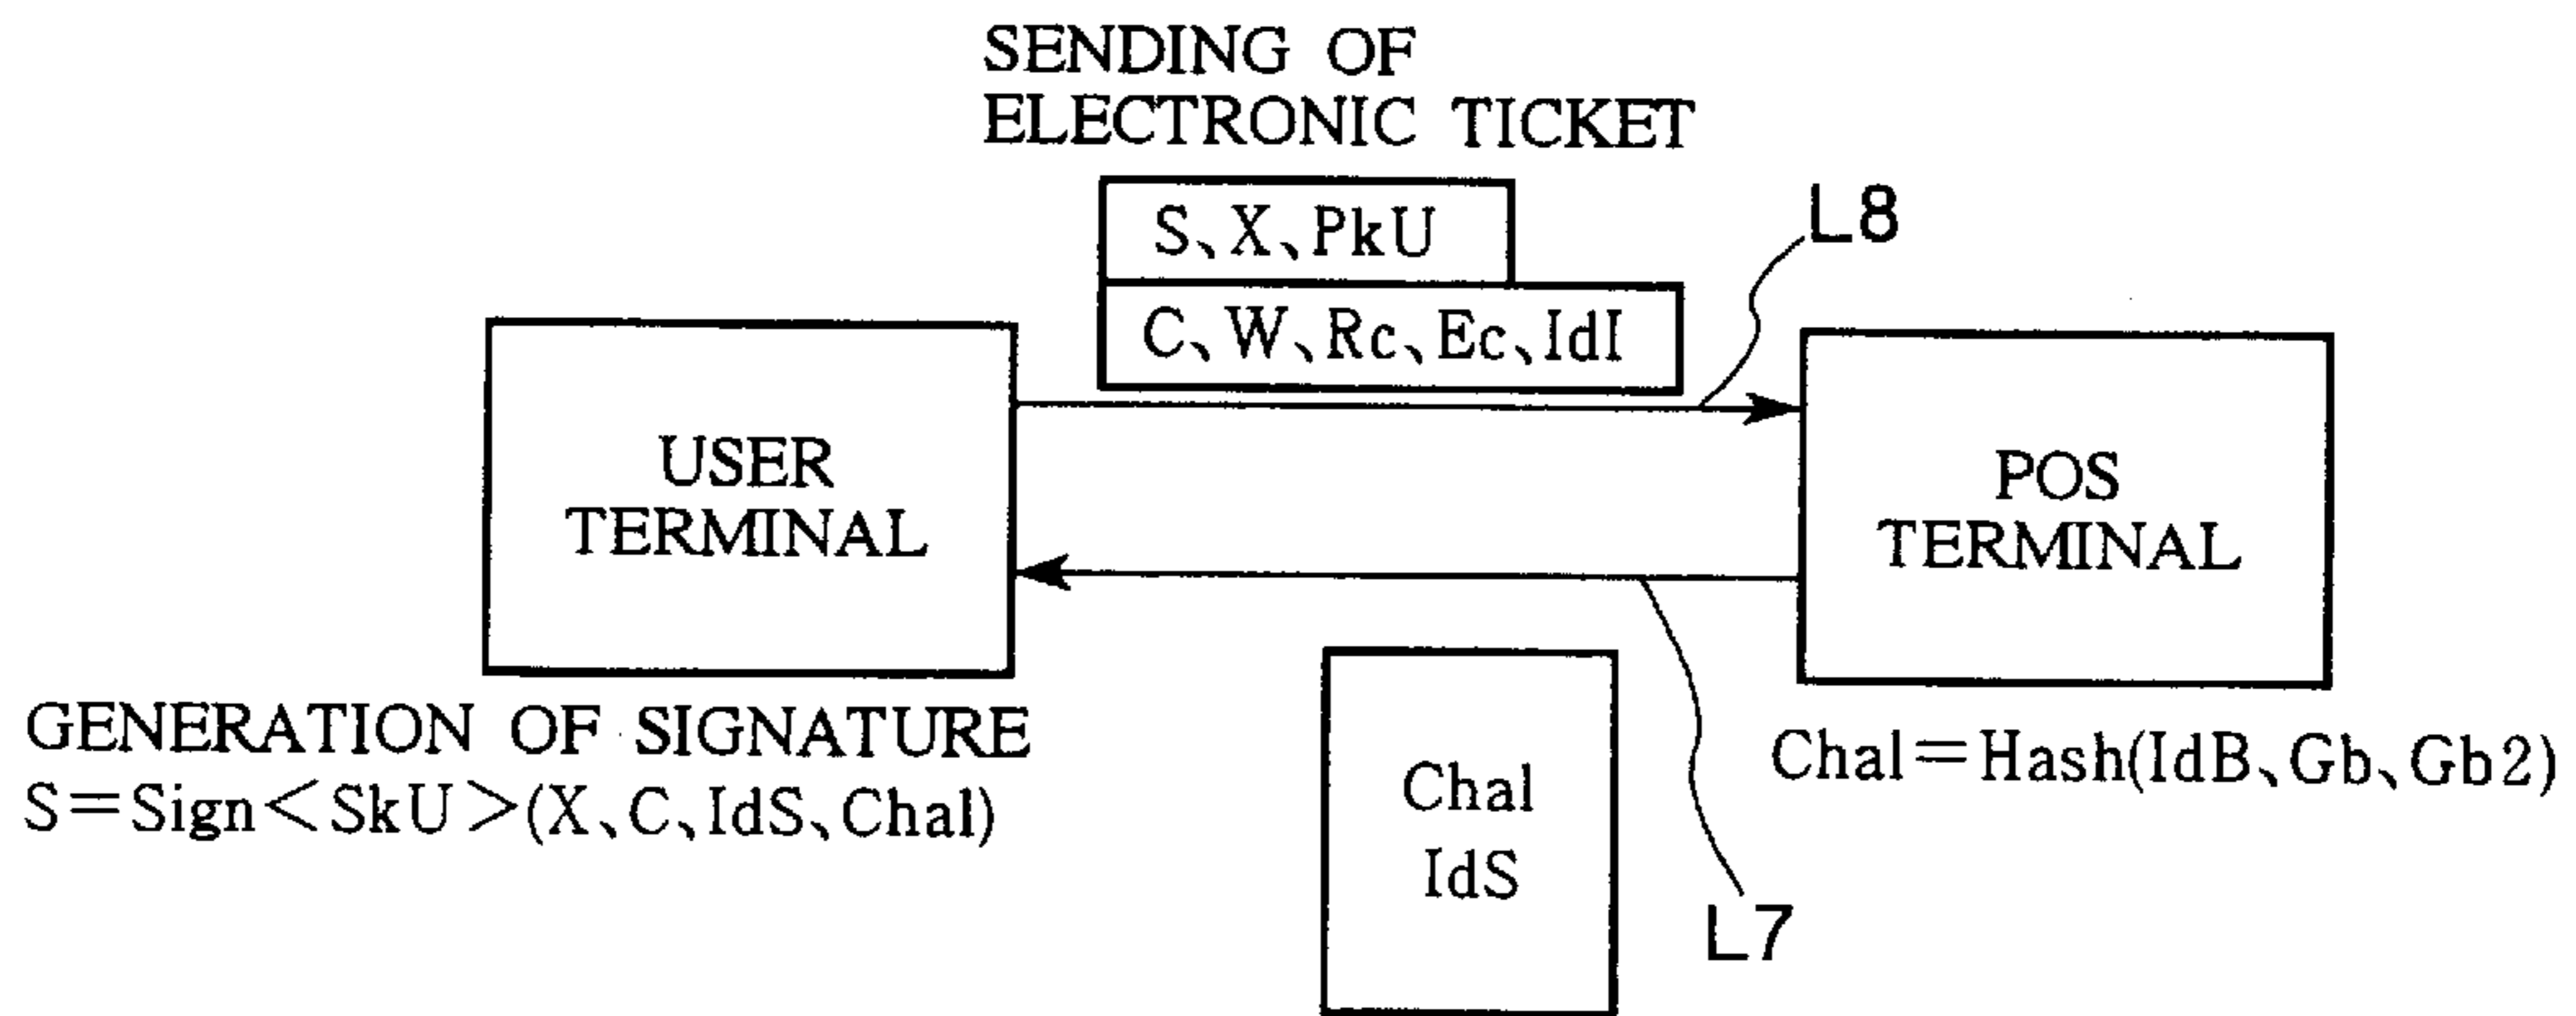 SENDING OF
ELECTRONIC TICKET
S、X、PkU
C、W、Rc、Ec、IdI
L8
USER
TERMINAL
POS
TERMINAL
GENERATION OF SIGNATURE
S=Sign<SkU>(X、C、IdS、Chal)
Chal=Hash(IdB、Gb、Gb2)
Chal
IdS
L7